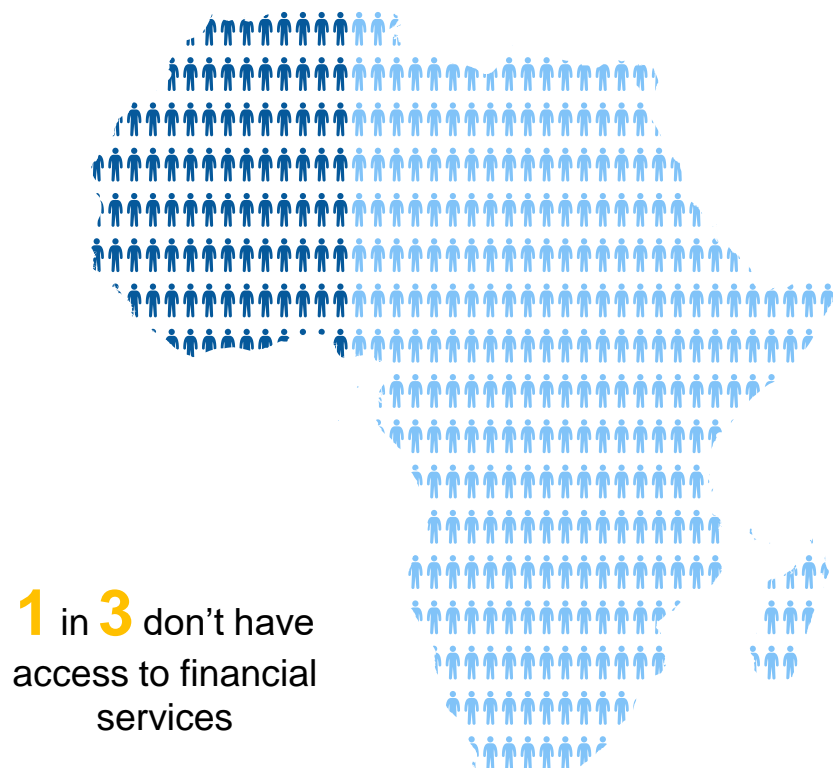 1 in 3 don’t have
access to financial
services